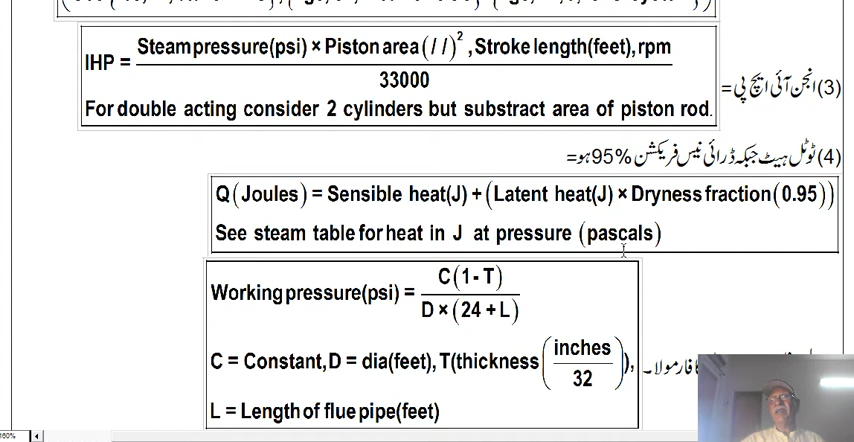 IHP = Steam pressure(psi) × Piston area(//)², Stroke length(feet), rpm / 33000
For double acting consider 2 cylinders but substract area of piston rod.
(3) انجن آئی ایچ پی =
(4) ٹوٹل ہیٹ جبکہ ڈرائی نیس فریکشن %95 ہو =
Q(Joules) = Sensible heat(J) + (Latent heat(J) × Dryness fraction(0.95))
See steam table for heat in J at pressure (pascals)
Working pressure(psi) = C(1 - T) / D × (24 + L)
C = Constant, D = dia(feet), T(thickness(inches / 32)), کا فارمولا۔
L = Length of flue pipe(feet)